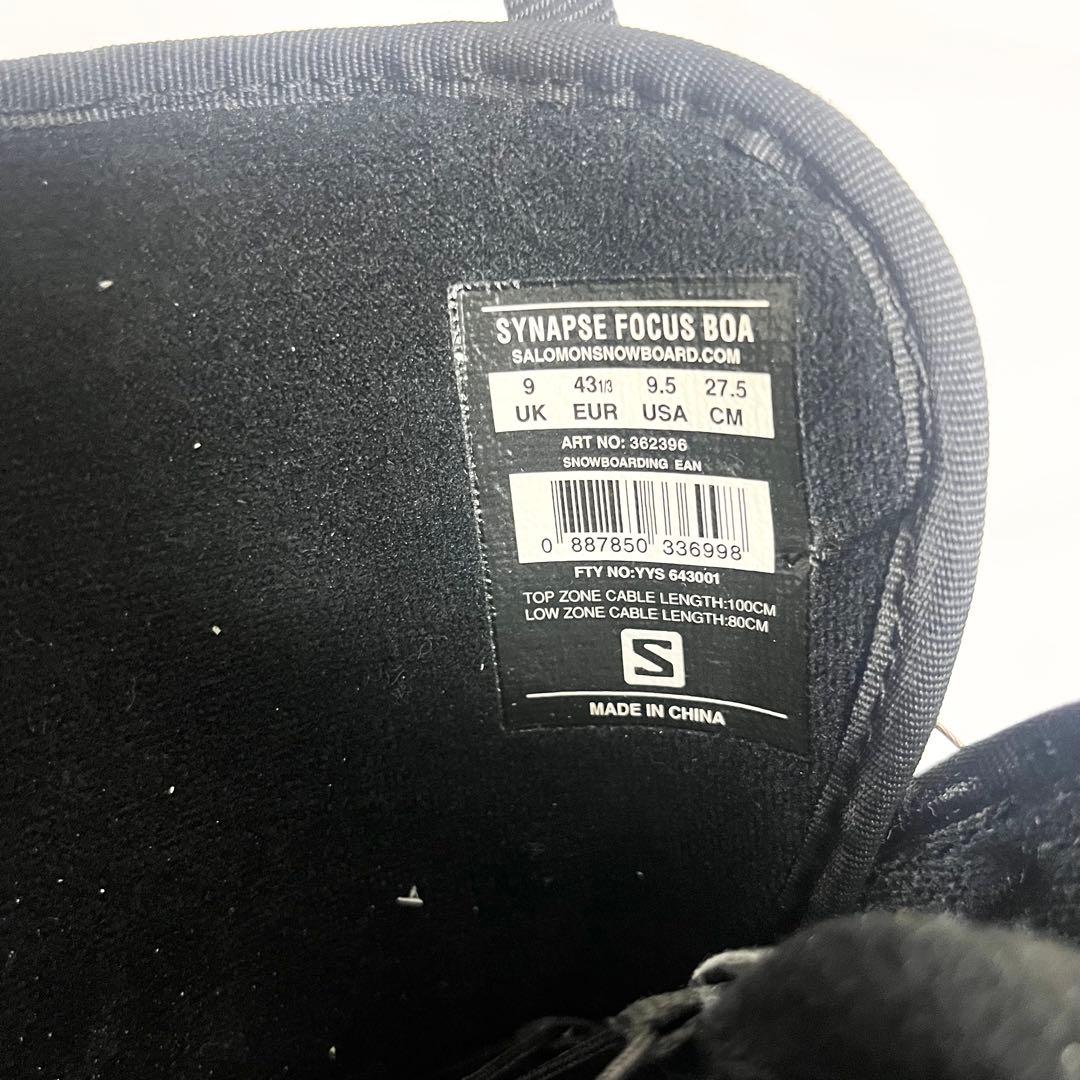 SYNAPSE FOCUS BOA
SALOMONSNOWBOARD.COM
9 43 1/3 9.5 27.5
UK EUR USA CM
ART NO: 362396
SNOWBOARDING EAN
0 887850 336998
FTY NO:YYS 643001
TOP ZONE CABLE LENGTH:100CM
LOW ZONE CABLE LENGTH:80CM
S
MADE IN CHINA